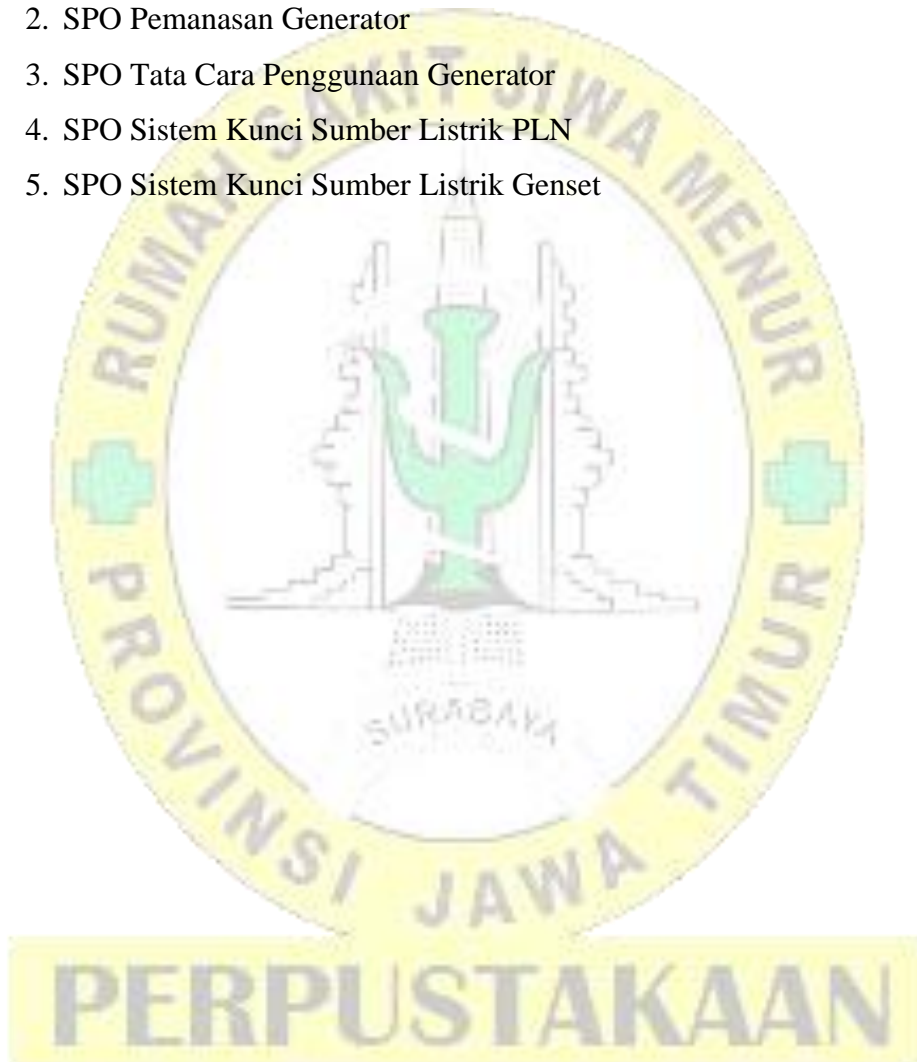 2. SPO Pemanasan Generator
3. SPO Tata Cara Penggunaan Generator
4. SPO Sistem Kunci Sumber Listrik PLN
5. SPO Sistem Kunci Sumber Listrik Genset
RUMAH SAKIT JIWA MENUR
SURABAYA
PROVINSI JAWA TIMUR
PERPUSTAKAAN